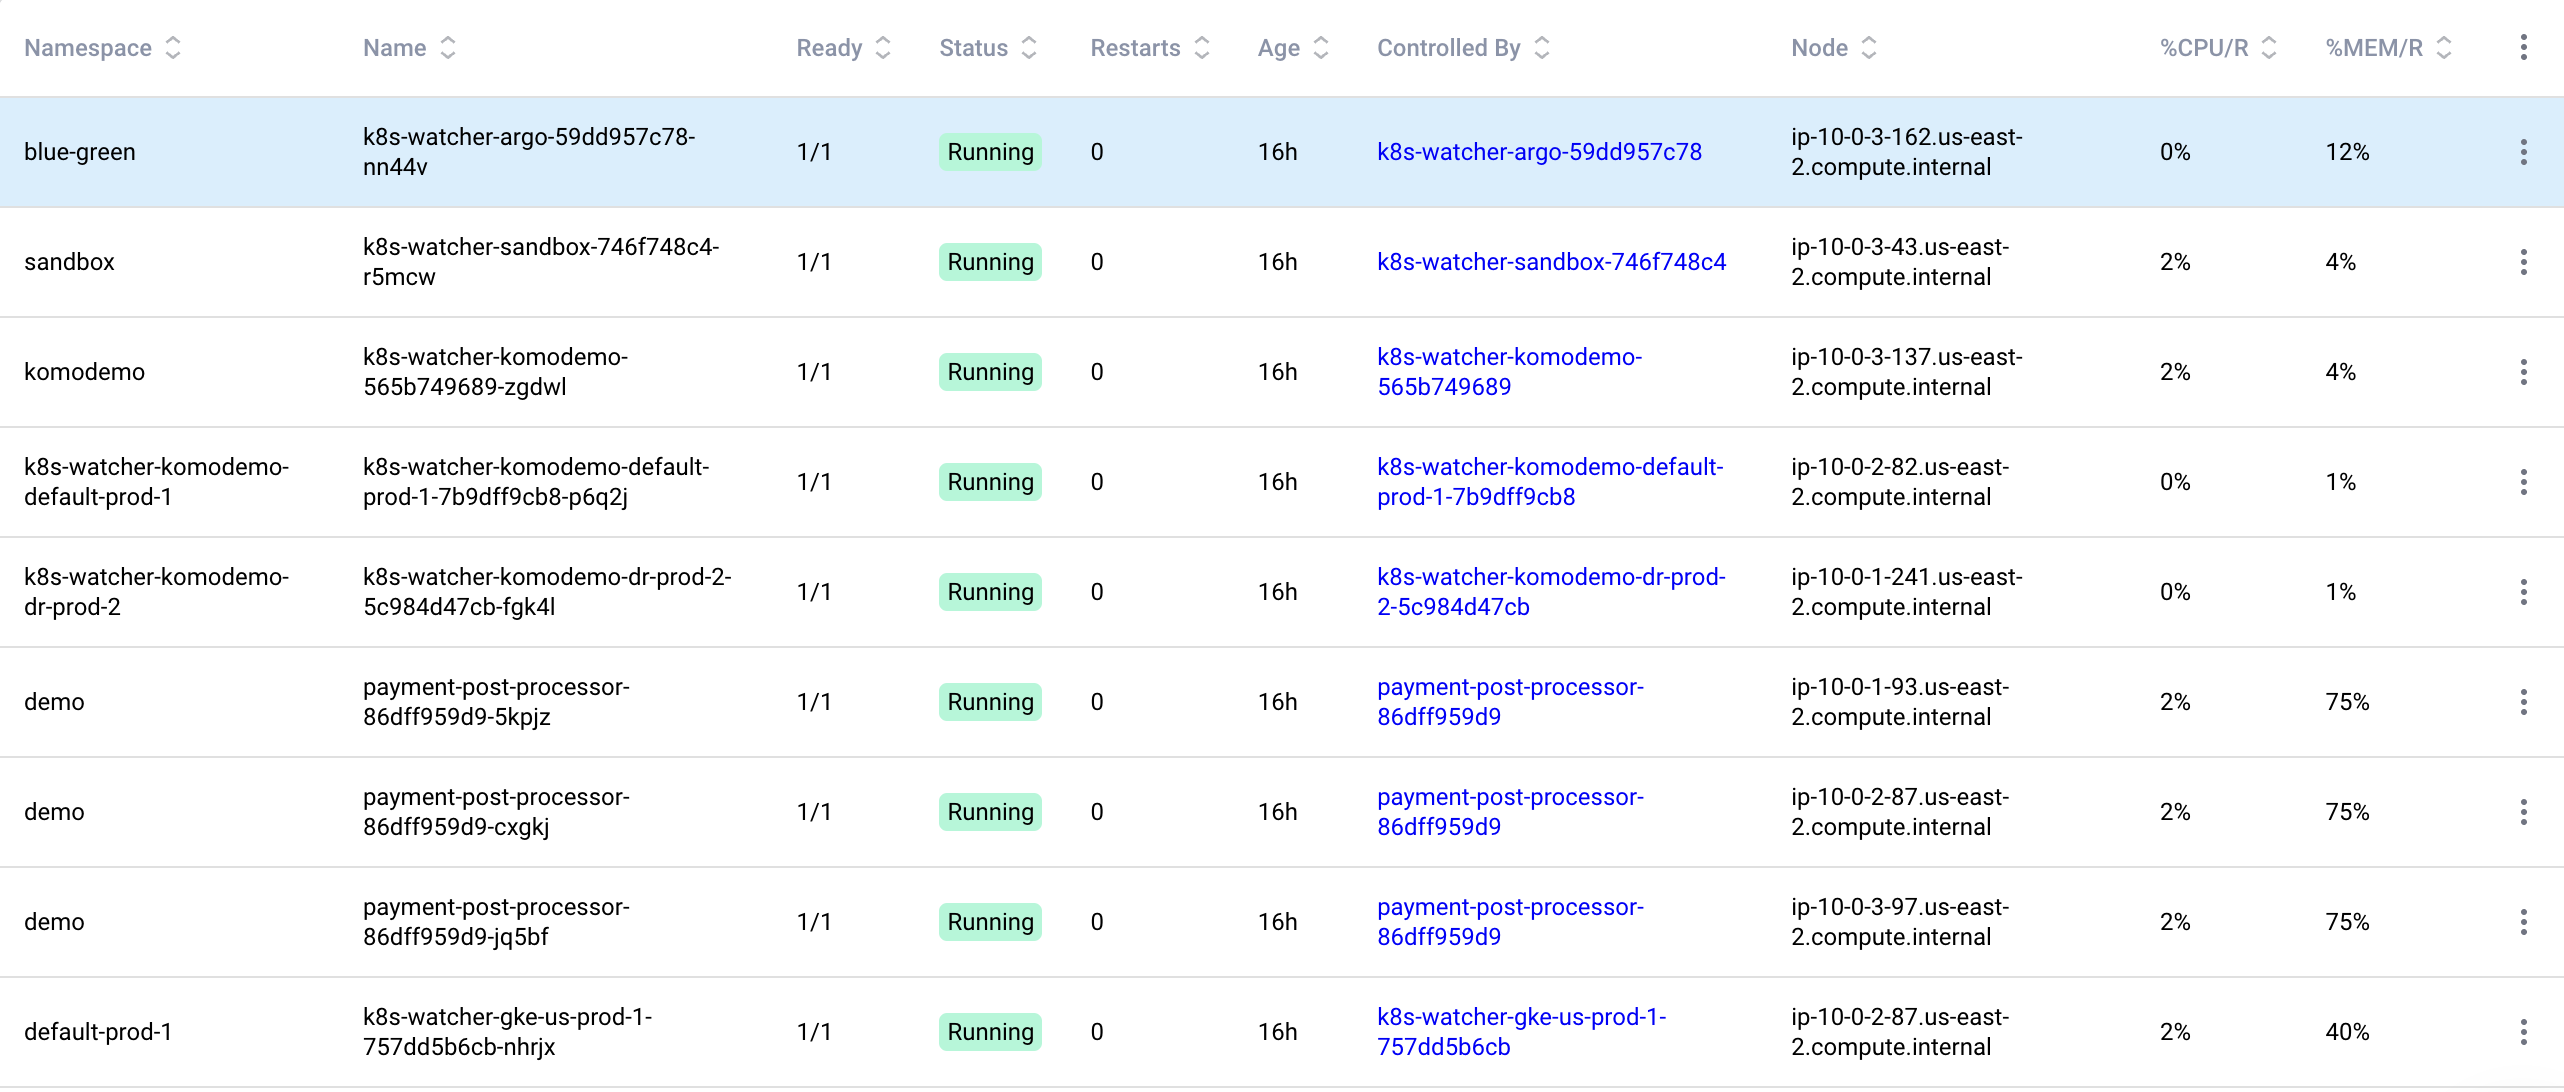 Namespace Name Ready Status Restarts Age Controlled By Node %CPU/R %MEM/R
k8s-watcher-argo-59dd957c78- ip-10-0-3-162.us-east-
blue-green 1/1 Running 0 16h k8s-watcher-argo-59dd957c78 0% 12%
nn44v 2.compute.internal
k8s-watcher-sandbox-746f748c4- ip-10-0-3-43.us-east-
sandbox 1/1 Running 0 16h k8s-watcher-sandbox-746f748c4 2% 4%
r5mcw 2.compute.internal
k8s-watcher-komodemo- k8s-watcher-komodemo- ip-10-0-3-137.us-east-
komodemo 1/1 Running 0 16h 2% 4%
565b749689-zgdwl 565b749689 2.compute.internal
k8s-watcher-komodemo- k8s-watcher-komodemo-default- k8s-watcher-komodemo-default- ip-10-0-2-82.us-east-
1/1 Running 0 16h 0% 1%
default-prod-1 prod-1-7b9dff9cb8-p6q2j prod-1-7b9dff9cb8 2.compute.internal
k8s-watcher-komodemo- k8s-watcher-komodemo-dr-prod-2- k8s-watcher-komodemo-dr-prod- ip-10-0-1-241.us-east-
1/1 Running 0 16h 0% 1%
dr-prod-2 5c984d47cb-fgk4l 2-5c984d47cb 2.compute.internal
payment-post-processor- payment-post-processor- ip-10-0-1-93.us-east-
demo 1/1 Running 0 16h 2% 75%
86dff959d9-5kpjz 86dff959d9 2.compute.internal
payment-post-processor- payment-post-processor- ip-10-0-2-87.us-east-
demo 1/1 Running 0 16h 2% 75%
86dff959d9-cxgkj 86dff959d9 2.compute.internal
payment-post-processor- payment-post-processor- ip-10-0-3-97.us-east-
demo 1/1 Running 0 16h 2% 75%
86dff959d9-jq5bf 86dff959d9 2.compute.internal
k8s-watcher-gke-us-prod-1- k8s-watcher-gke-us-prod-1- ip-10-0-2-87.us-east-
default-prod-1 1/1 Running 0 16h 2% 40%
757dd5b6cb-nhrjx 757dd5b6cb 2.compute.internal